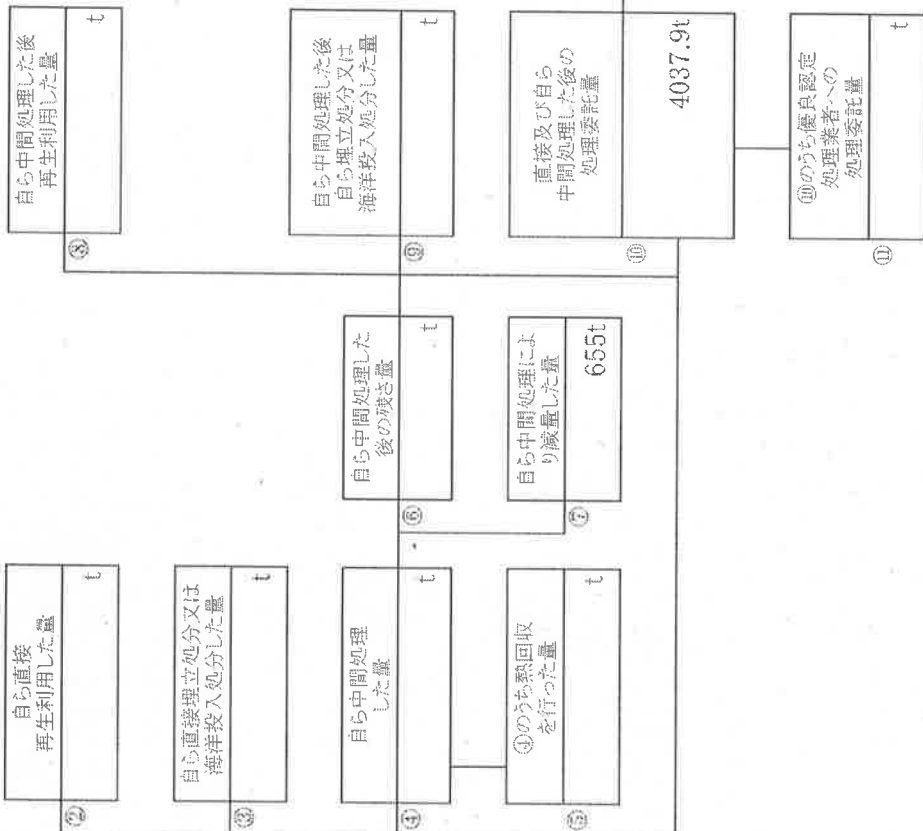 ②
自ら直接
再生利用した量
t
③
自ら直接埋立処分又は
海洋投入処分した量
t
④
自ら中間処理
した量
t
⑤
④のうち熱回収
を行った量
t
⑥
自ら中間処理した
後の残さ量
t
⑦
自ら中間処理によ
り減量した量
655t
⑧
自ら中間処理した後
再生利用した量
t
⑨
自ら中間処理した後
自ら埋立処分又は
海洋投入処分した量
t
⑩
直接及び自ら
中間処理した後の
処理委託量
4037.9t
⑪
⑩のうち優良認定
処理業者への
処理委託量
t